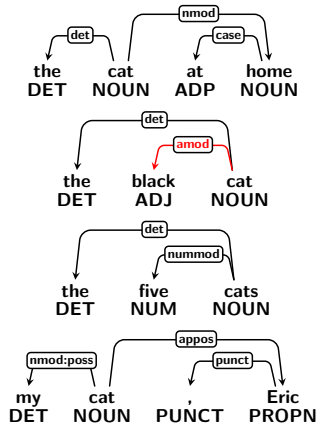 nmod
det case
the cat at home
DET NOUN ADP NOUN
det
amod
the black cat
DET ADJ NOUN
det
nummod
the five cats
DET NUM NOUN
appos
nmod:poss punct
my cat , Eric
DET NOUN PUNCT PROPN